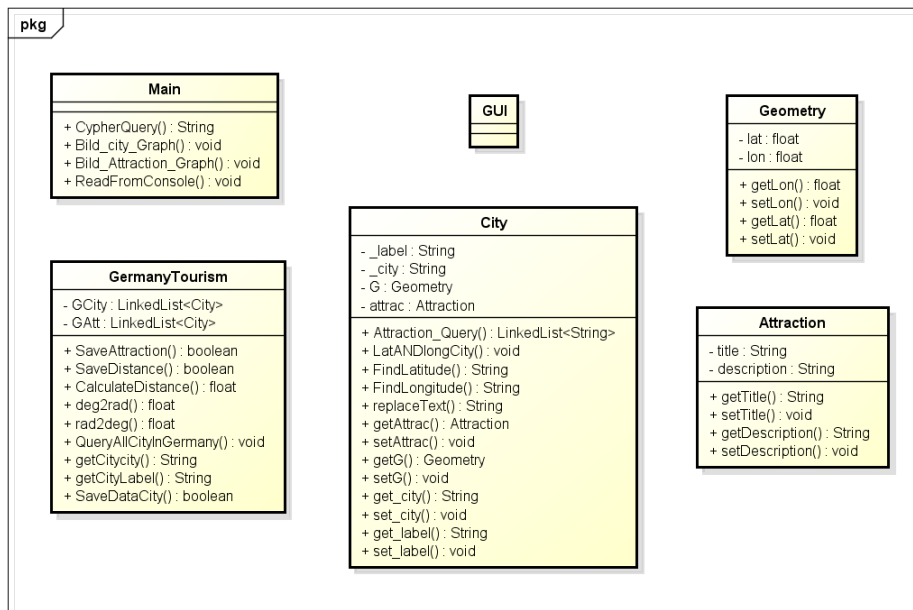 pkg
Main
+ CypherQuery() : String
+ Bild_city_Graph() : void
+ Bild_Attraction_Graph() : void
+ ReadFromConsole() : void
GUI
Geometry
- lat : float
- lon : float
+ getLon() : float
+ setLon() : void
+ getLat() : float
+ setLat() : void
City
- _label : String
- _city : String
- G : Geometry
- attrac : Attraction
+ Attraction_Query() : LinkedList<String>
+ LatANDlongCity() : void
+ FindLatitude() : String
+ FindLongitude() : String
+ replaceText() : String
+ getAttrac() : Attraction
+ setAttrac() : void
+ getG() : Geometry
+ setG() : void
+ get_city() : String
+ set_city() : void
+ get_label() : String
+ set_label() : void
GermanyTourism
- GCity : LinkedList<City>
- GAtt : LinkedList<City>
+ SaveAttraction() : boolean
+ SaveDistance() : boolean
+ CalculateDistance() : float
+ deg2rad() : float
+ rad2deg() : float
+ QueryAllCityInGermany() : void
+ getCitycity() : String
+ getCityLabel() : String
+ SaveDataCity() : boolean
Attraction
- title : String
- description : String
+ getTitle() : String
+ setTitle() : void
+ getDescription() : String
+ setDescription() : void